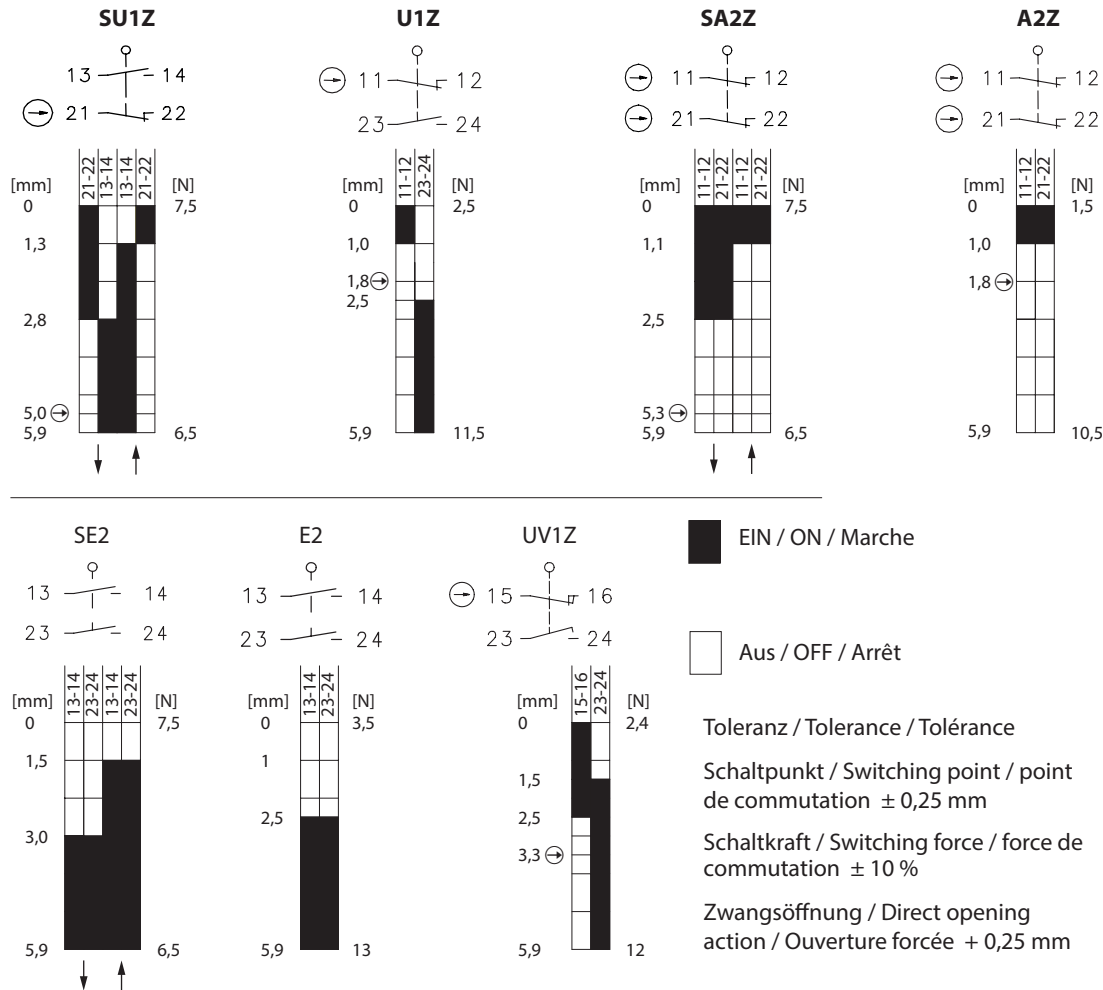 SU1Z
13 14
21 22
[mm] 21-22 13-14 13-14 21-22 [N]
0 7,5
1,3
2,8
5,0
5,9 6,5
U1Z
11 12
23 24
[mm] 11-12 23-24 [N]
0 2,5
1,0
1,8
2,5
5,9 11,5
SA2Z
11 12
21 22
[mm] 11-12 21-22 11-12 21-22 [N]
0 7,5
1,1
2,5
5,3
5,9 6,5
A2Z
11 12
21 22
[mm] 11-12 21-22 [N]
0 1,5
1,0
1,8
5,9 10,5
SE2
13 14
23 24
[mm] 13-14 23-24 13-14 23-24 [N]
0 7,5
1,5
3,0
5,9 6,5
E2
13 14
23 24
[mm] 13-14 23-24 [N]
0 3,5
1
2,5
5,9 13
UV1Z
15 16
23 24
[mm] 15-16 23-24 [N]
0 2,4
1,5
2,5
3,3
5,9 12
EIN / ON / Marche
Aus / OFF / Arrêt
Toleranz / Tolerance / Tolérance
Schaltpunkt / Switching point / point
de commutation ± 0,25 mm
Schaltkraft / Switching force / force de
commutation ± 10 %
Zwangsöffnung / Direct opening
action / Ouverture forcée + 0,25 mm